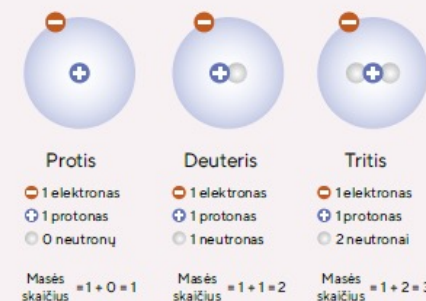 Protis
1 elektronas
1 protonas
0 neutronų
Masės
skaičius = 1 + 0 = 1
Deuteris
1 elektronas
1 protonas
1 neutronas
Masės
skaičius = 1 + 1 = 2
Tritis
1 elektronas
1 protonas
2 neutronai
Masės
skaičius = 1 + 2 = 3